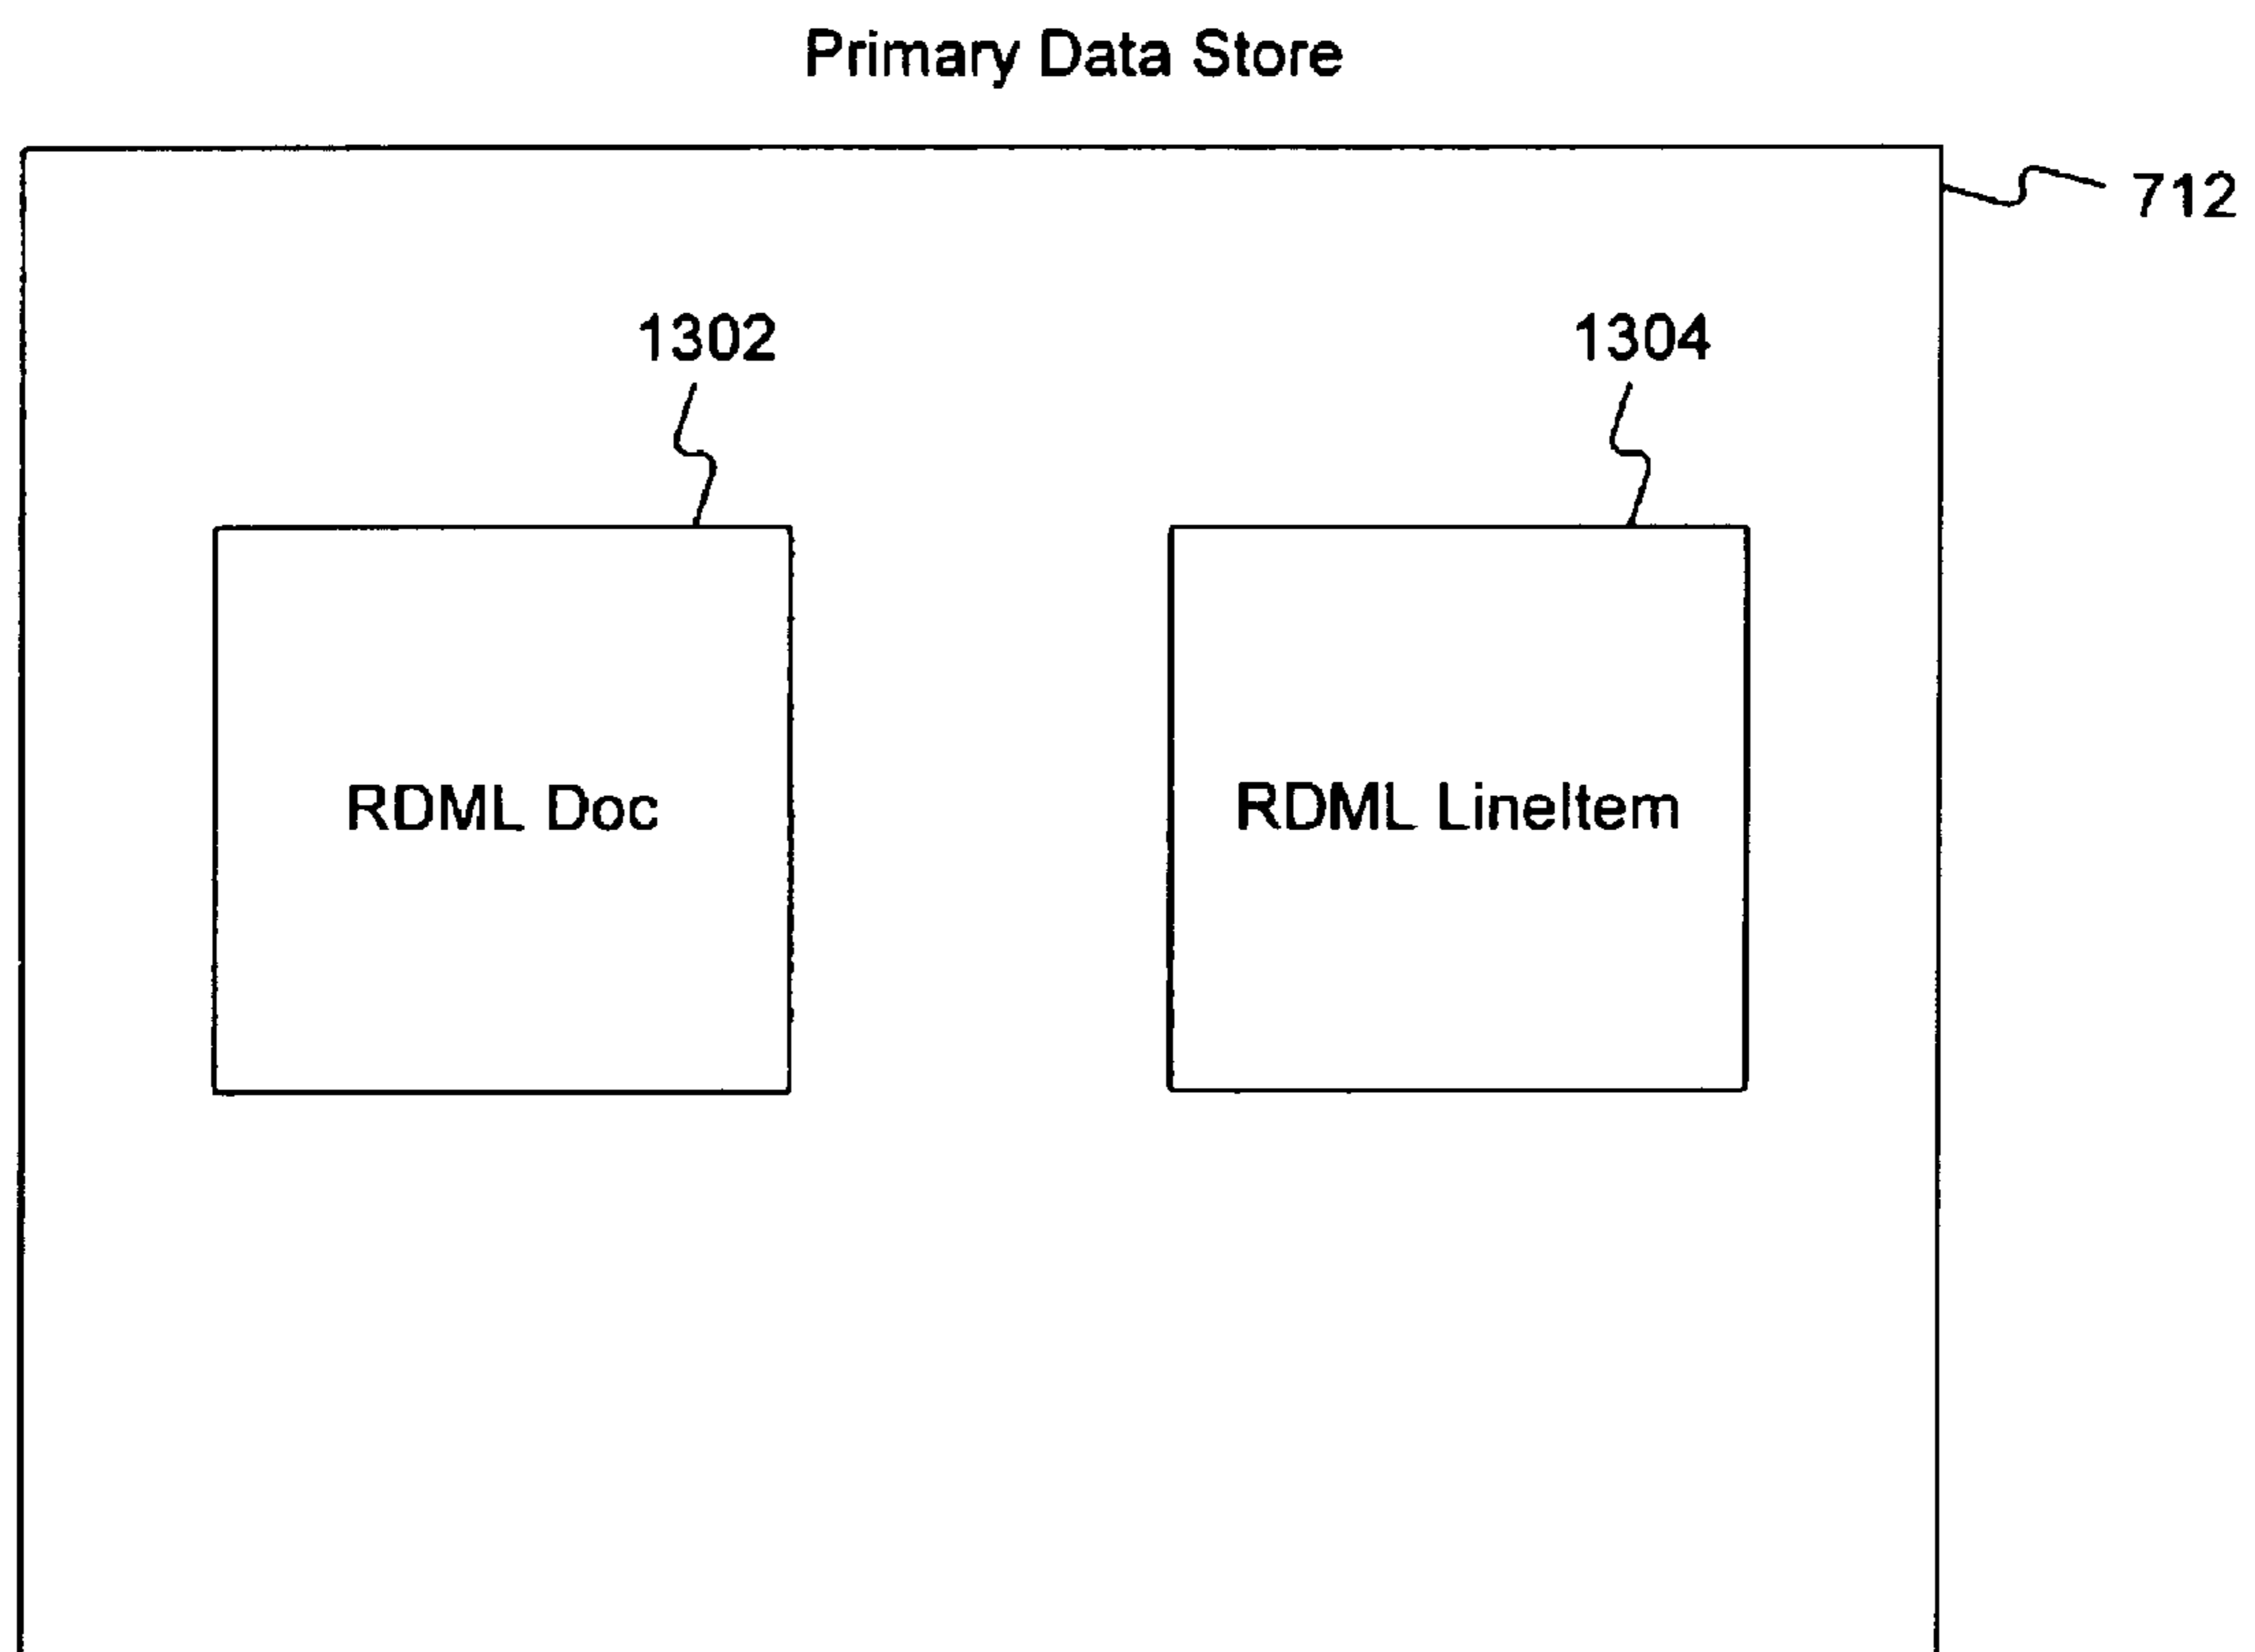 Primary Data Store
712
1302
1304
RDML Doc
RDML LineItem